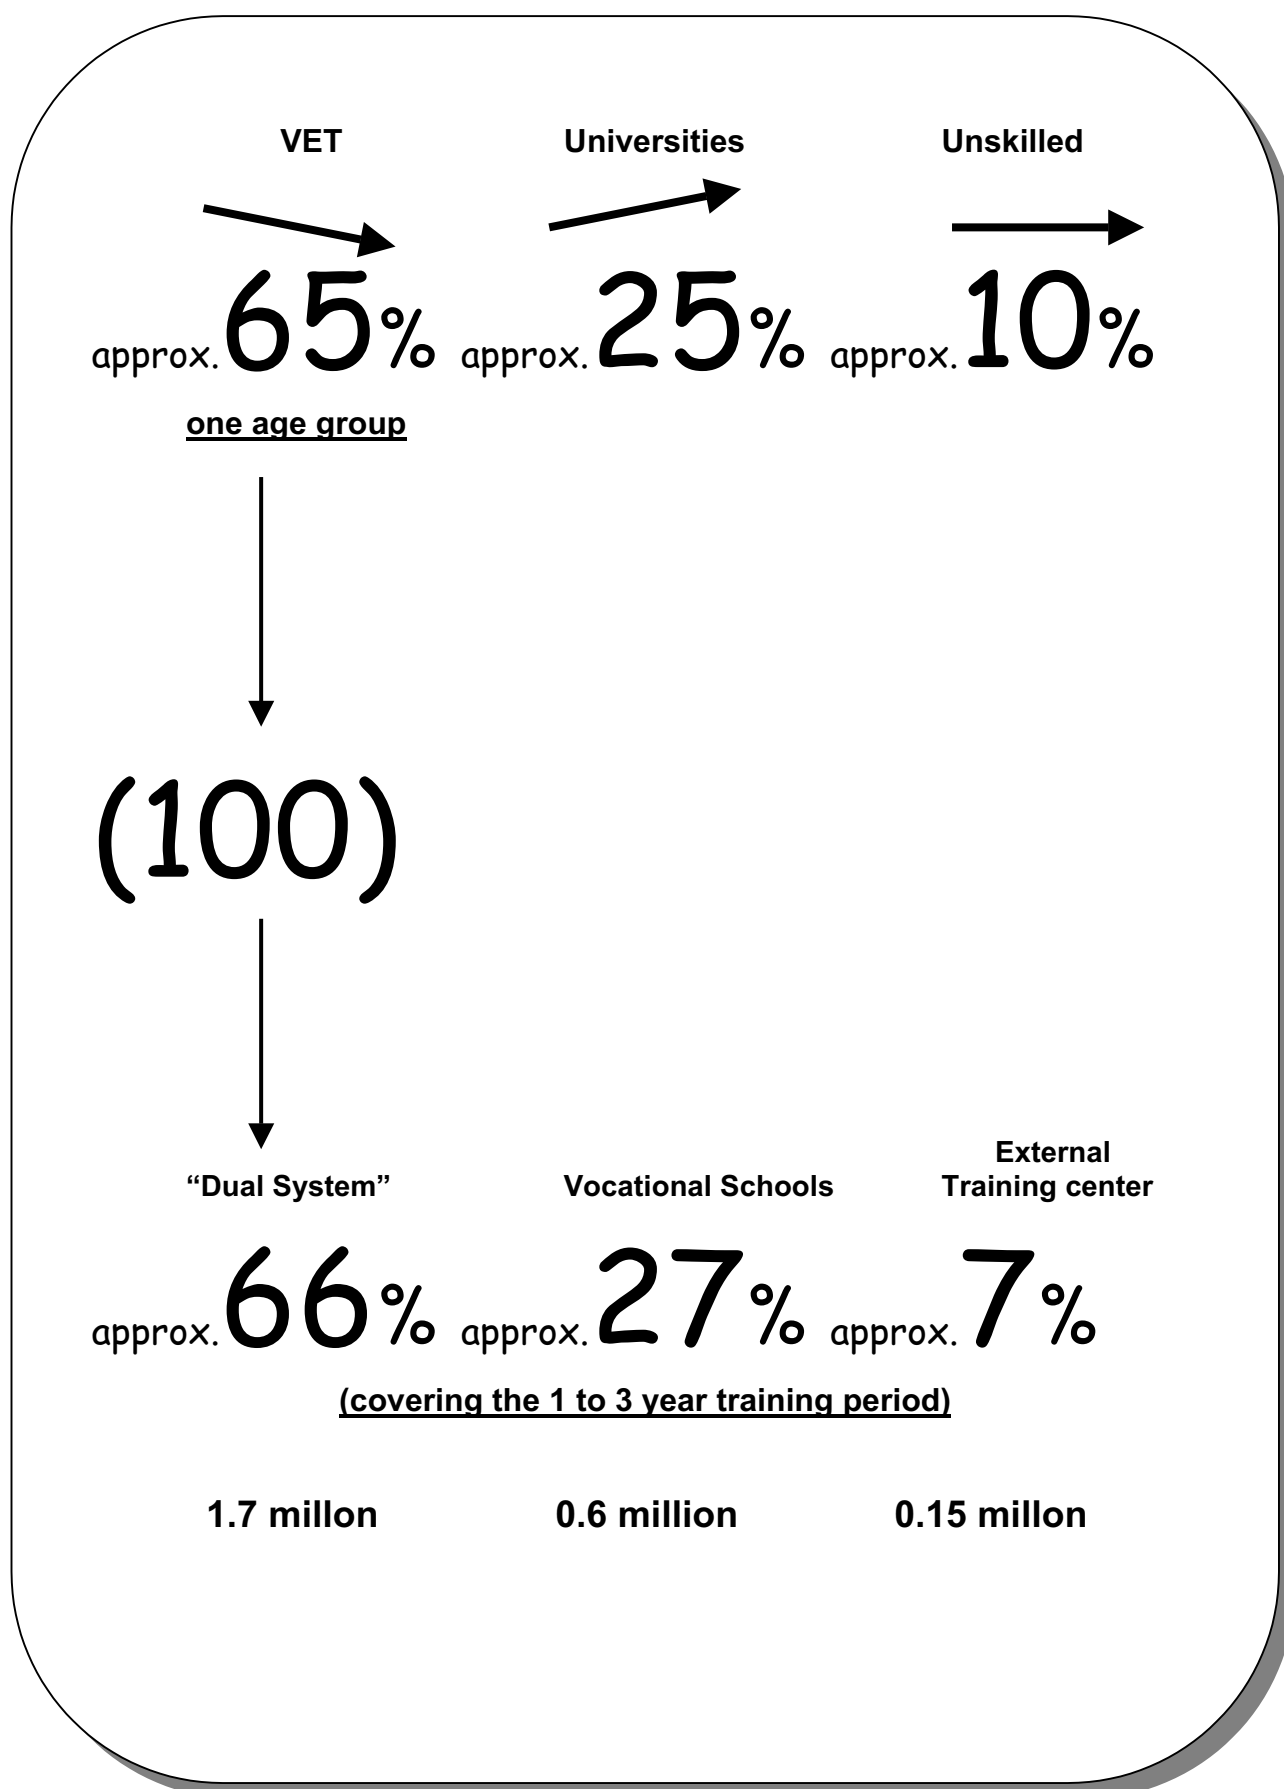 VET Universities Unskilled
approx. 65% approx. 25% approx. 10%
one age group
(100)
External
“Dual System” Vocational Schools Training center
approx. 66% approx. 27% approx. 7%
(covering the 1 to 3 year training period)
1.7 millon 0.6 million 0.15 millon